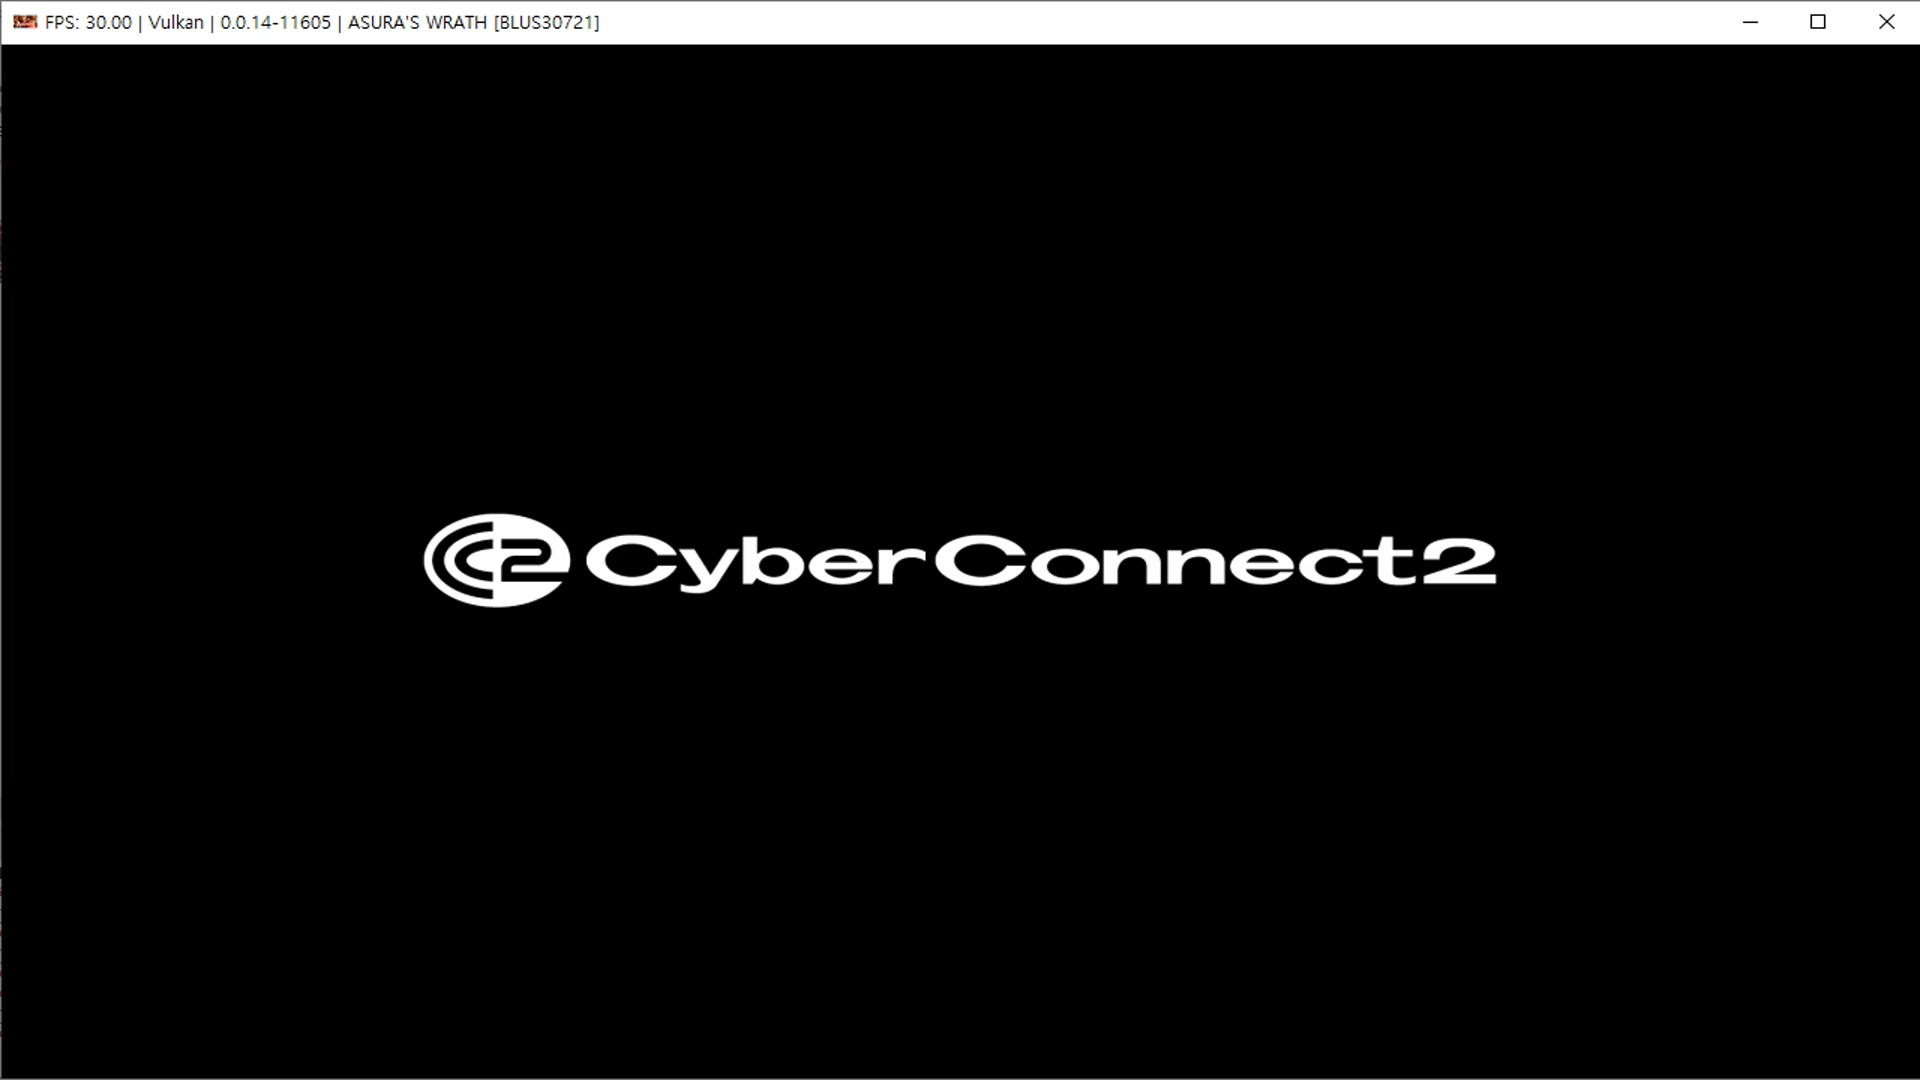 FPS: 30.00 | Vulkan | 0.0.14-11605 | ASURA'S WRATH [BLUS30721]
CyberConnect2